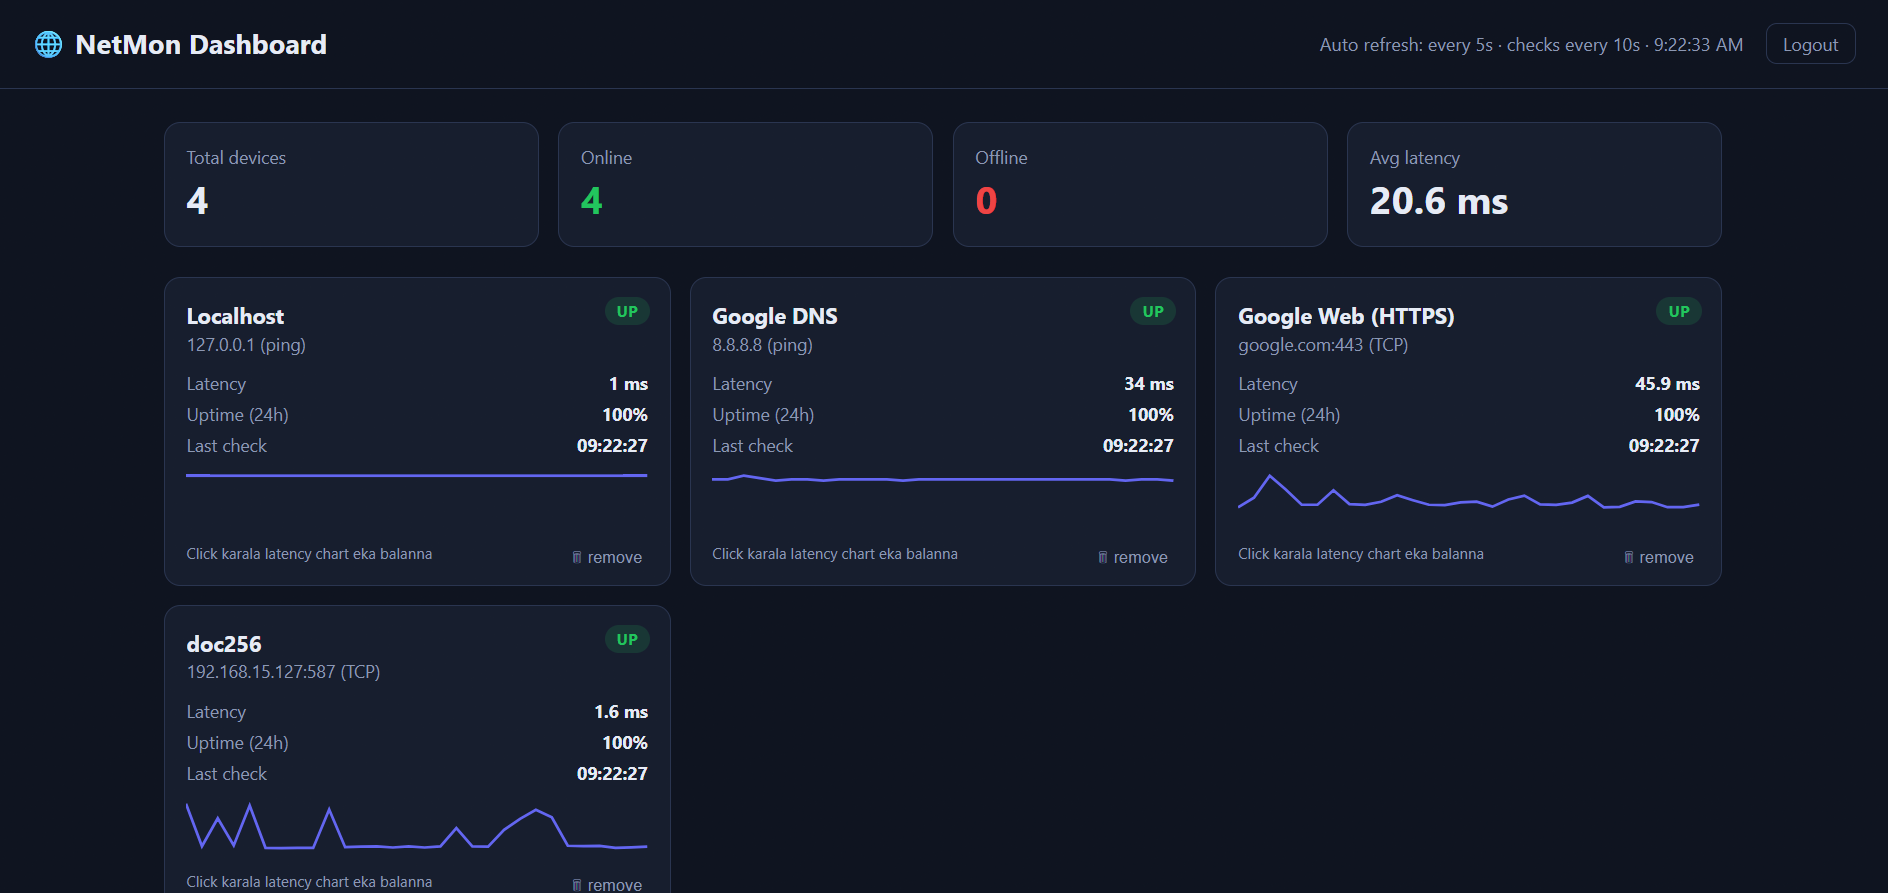 NetMon Dashboard
Auto refresh: every 5s · checks every 10s · 9:22:33 AM
Logout
Total devices
4
Online
4
Offline
0
Avg latency
20.6 ms
Localhost
UP
127.0.0.1 (ping)
Latency 1 ms
Uptime (24h) 100%
Last check 09:22:27
Click karala latency chart eka balanna
remove
Google DNS
UP
8.8.8.8 (ping)
Latency 34 ms
Uptime (24h) 100%
Last check 09:22:27
Click karala latency chart eka balanna
remove
Google Web (HTTPS)
UP
google.com:443 (TCP)
Latency 45.9 ms
Uptime (24h) 100%
Last check 09:22:27
Click karala latency chart eka balanna
remove
doc256
UP
192.168.15.127:587 (TCP)
Latency 1.6 ms
Uptime (24h) 100%
Last check 09:22:27
Click karala latency chart eka balanna
remove